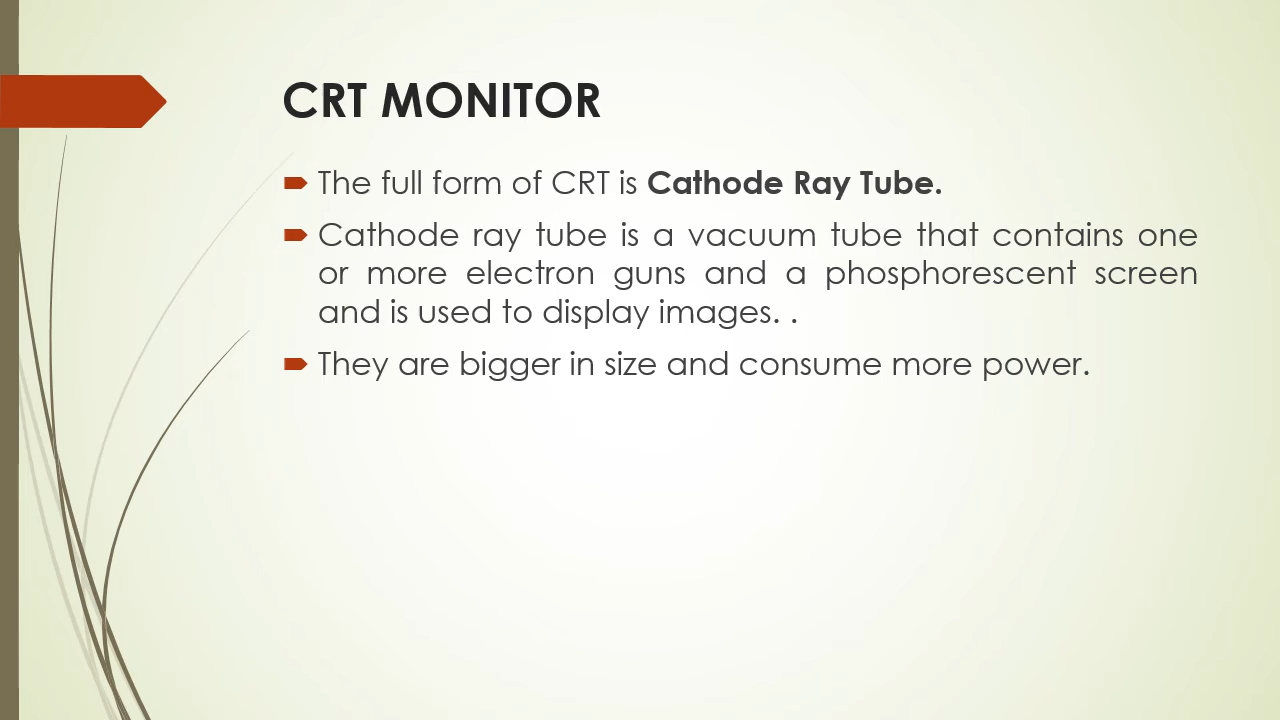 CRT MONITOR
The full form of CRT is Cathode Ray Tube.
Cathode ray tube is a vacuum tube that contains one
or more electron guns and a phosphorescent screen
and is used to display images. .
They are bigger in size and consume more power.